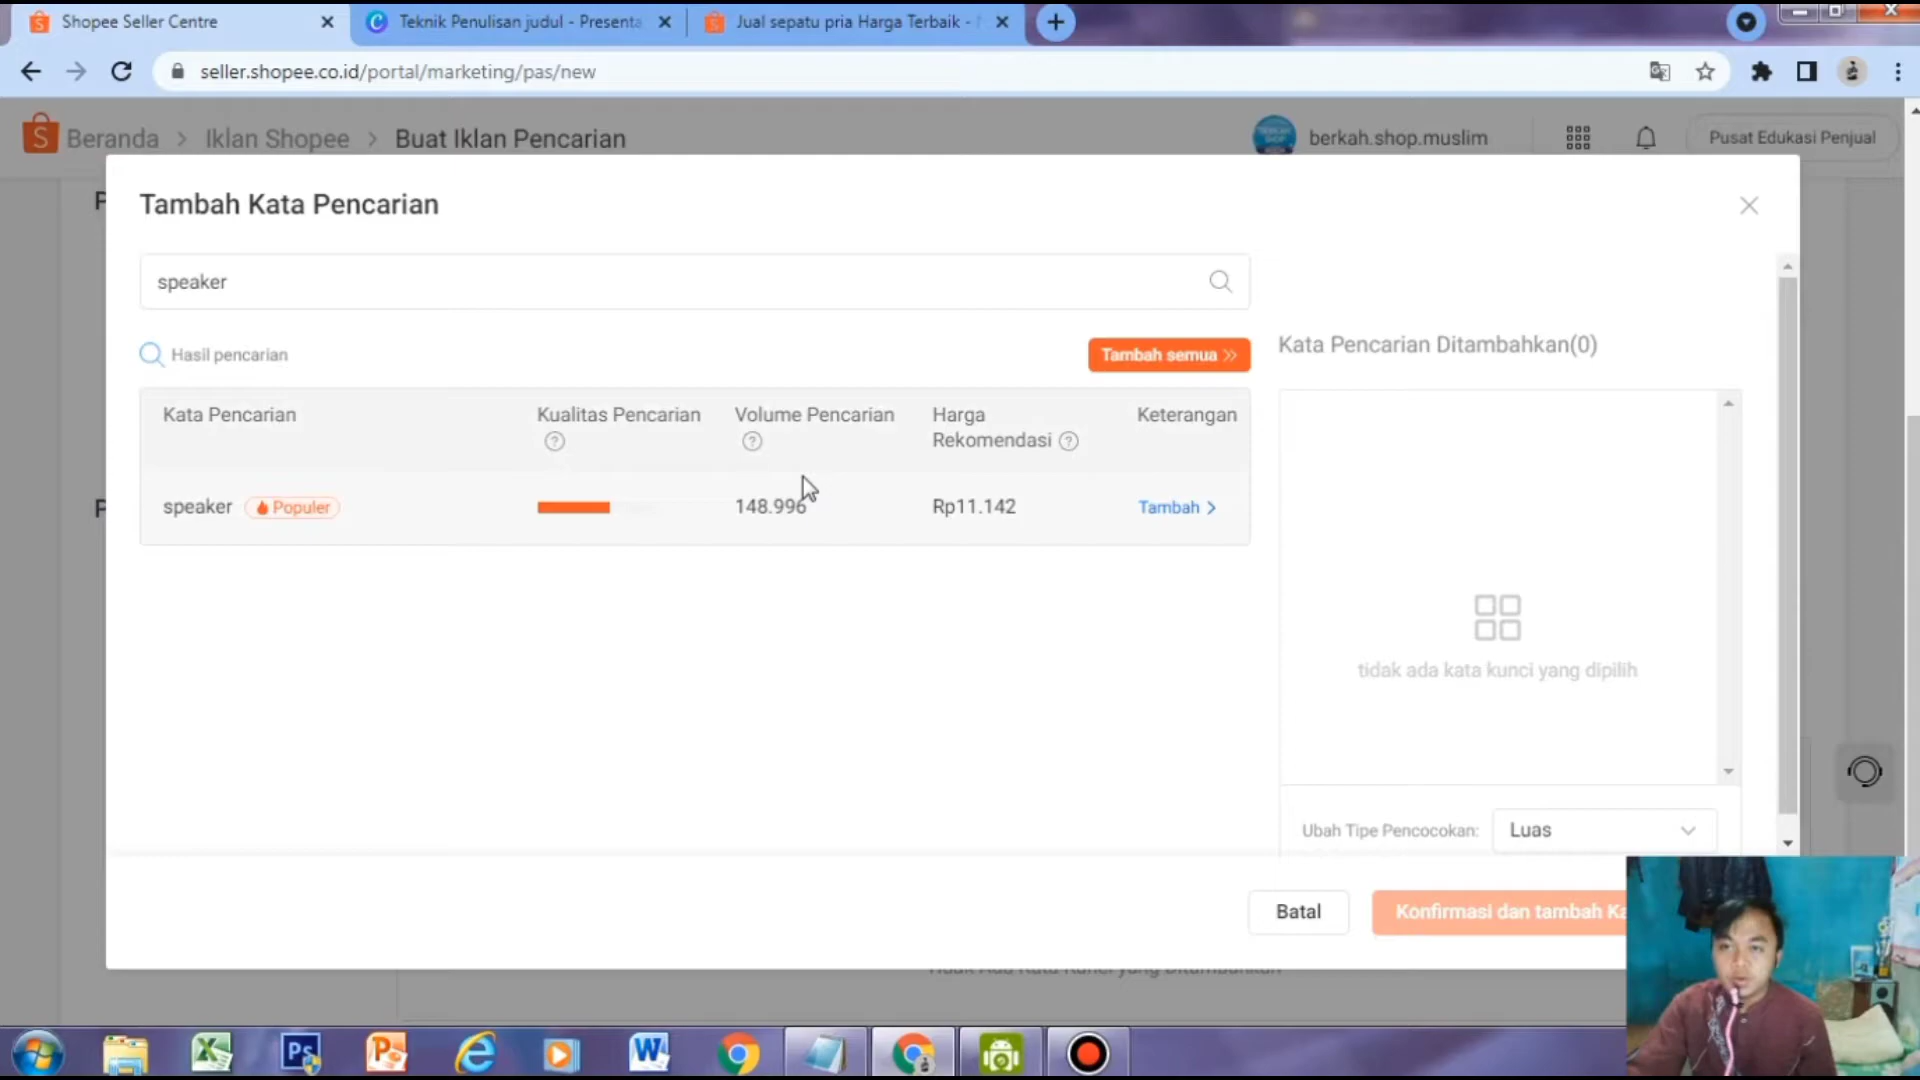 Shopee Seller Centre
Teknik Penulisan judul - Presenta
Jual sepatu pria Harga Terbaik -
seller.shopee.co.id/portal/marketing/pas/new
Beranda > Iklan Shopee > Buat Iklan Pencarian
berkah.shop.muslim
Pusat Edukasi Penjual
Tambah Kata Pencarian
speaker
Hasil pencarian
Tambah semua >>
Kata Pencarian Ditambahkan(0)
Kata Pencarian
Kualitas Pencarian
Volume Pencarian
Harga
Rekomendasi
Keterangan
speaker
Populer
148.996
Rp11.142
Tambah >
tidak ada kata kunci yang dipilih
Ubah Tipe Pencocokan:
Luas
Batal
Konfirmasi dan tambah Ka